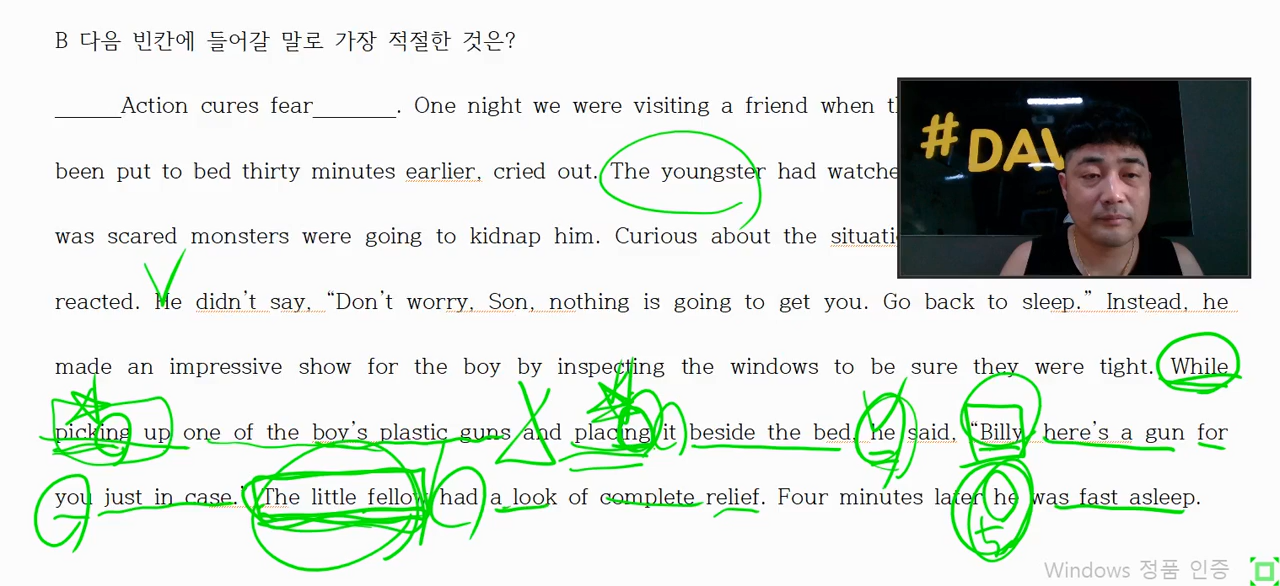 B 다음 빈칸에 들어갈 말로 가장 적절한 것은?
______Action cures fear_______. One night we were visiting a friend when
been put to bed thirty minutes earlier, cried out. The youngster had
was scared monsters were going to kidnap him. Curious about the
reacted. He didn't say, “Don't worry, Son, nothing is going to get you. Go back to sleep.” Instead, he
made an impressive show for the boy by inspecting the windows to be sure they were tight. While
picking up one of the boy's plastic guns and placing it beside the bed, he said, “Billy, here's a gun for
you just in case.” The little fellow had a look of complete relief. Four minutes later he was fast asleep.
5
Windows 정품 인증